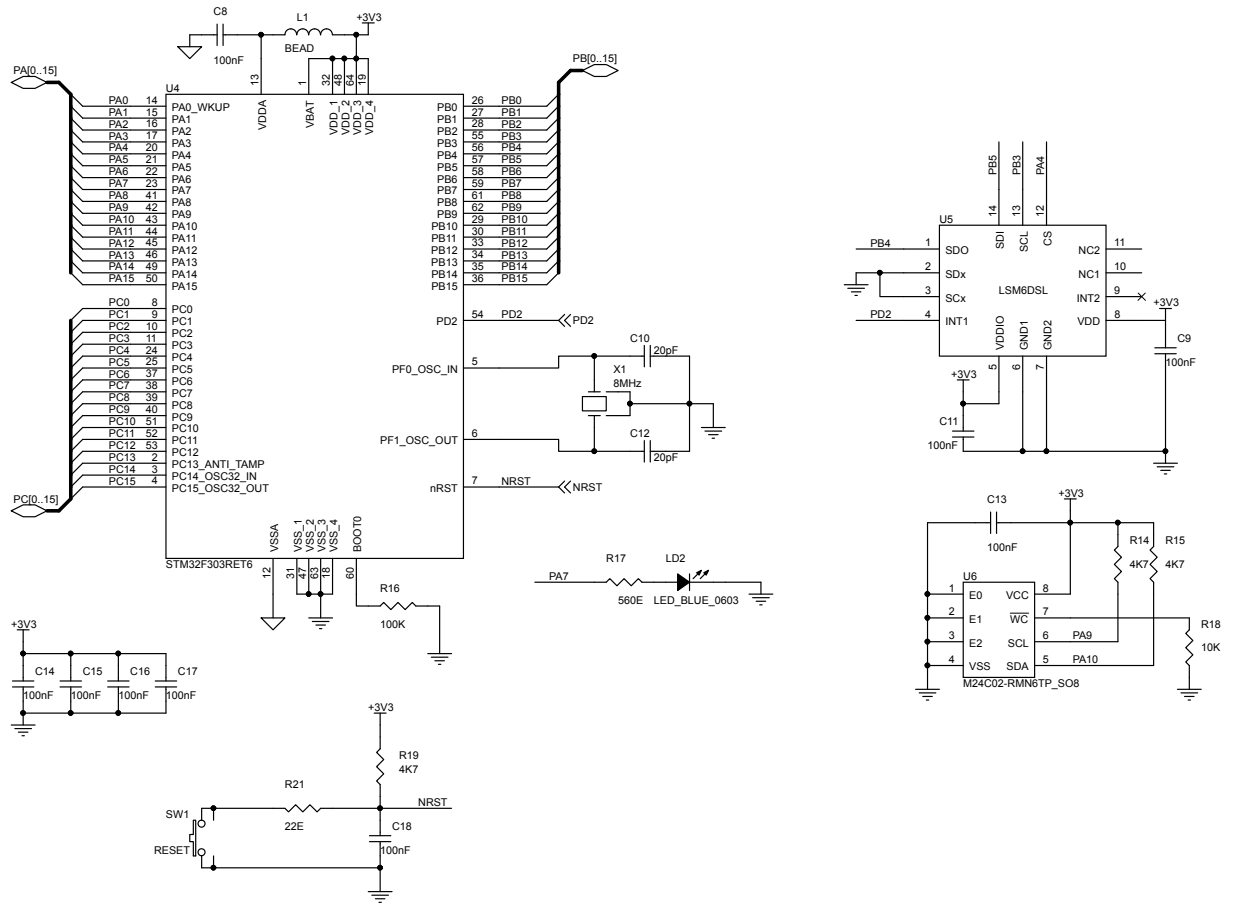 C8
100nF
L1
BEAD
+3V3
PA[0..15]
PB[0..15]
U4
13
1
32
48
64
19
VDDA
VBAT
VDD_1
VDD_2
VDD_3
VDD_4
PA0 14 PA0_WKUP
PA1 15 PA1
PA2 16 PA2
PA3 17 PA3
PA4 20 PA4
PA5 21 PA5
PA6 22 PA6
PA7 23 PA7
PA8 41 PA8
PA9 42 PA9
PA10 43 PA10
PA11 44 PA11
PA12 45 PA12
PA13 46 PA13
PA14 49 PA14
PA15 50 PA15
PC0 8 PC0
PC1 9 PC1
PC2 10 PC2
PC3 11 PC3
PC4 24 PC4
PC5 25 PC5
PC6 37 PC6
PC7 38 PC7
PC8 39 PC8
PC9 40 PC9
PC10 51 PC10
PC11 52 PC11
PC12 53 PC12
PC13 2 PC13_ANTI_TAMP
PC14 3 PC14_OSC32_IN
PC15 4 PC15_OSC32_OUT
PC[0..15]
PB0 26 PB0
PB1 27 PB1
PB2 28 PB2
PB3 55 PB3
PB4 56 PB4
PB5 57 PB5
PB6 58 PB6
PB7 59 PB7
PB8 61 PB8
PB9 62 PB9
PB10 29 PB10
PB11 30 PB11
PB12 33 PB12
PB13 34 PB13
PB14 35 PB14
PB15 36 PB15
PD2 54 PD2 PD2
PF0_OSC_IN 5
PF1_OSC_OUT 6
nRST 7 NRST NRST
C10
20pF
X1
8MHz
C12
20pF
VSSA
VSS_1
VSS_2
VSS_3
VSS_4
BOOT0
12
31
47
63
18
60
STM32F303RET6
R16
100K
PB5
PB3
PA4
14
13
12
U5
SDI
SCL
CS
PB4 1 SDO
2 SDx
3 SCx
PD2 4 INT1
LSM6DSL
NC2 11
NC1 10
INT2 9
VDD 8
VDDIO
GND1
GND2
5
6
7
+3V3
C9
100nF
+3V3
C11
100nF
R17
560E
PA7
LD2
LED_BLUE_0603
C13
100nF
+3V3
R14
4K7
R15
4K7
U6
1 E0
2 E1
3 E2
4 VSS
VCC 8
WC 7
SCL 6 PA9
SDA 5 PA10
M24C02-RMN6TP_SO8
R18
10K
+3V3
C14
100nF
C15
100nF
C16
100nF
C17
100nF
+3V3
R19
4K7
R21
22E
NRST
SW1
RESET
C18
100nF